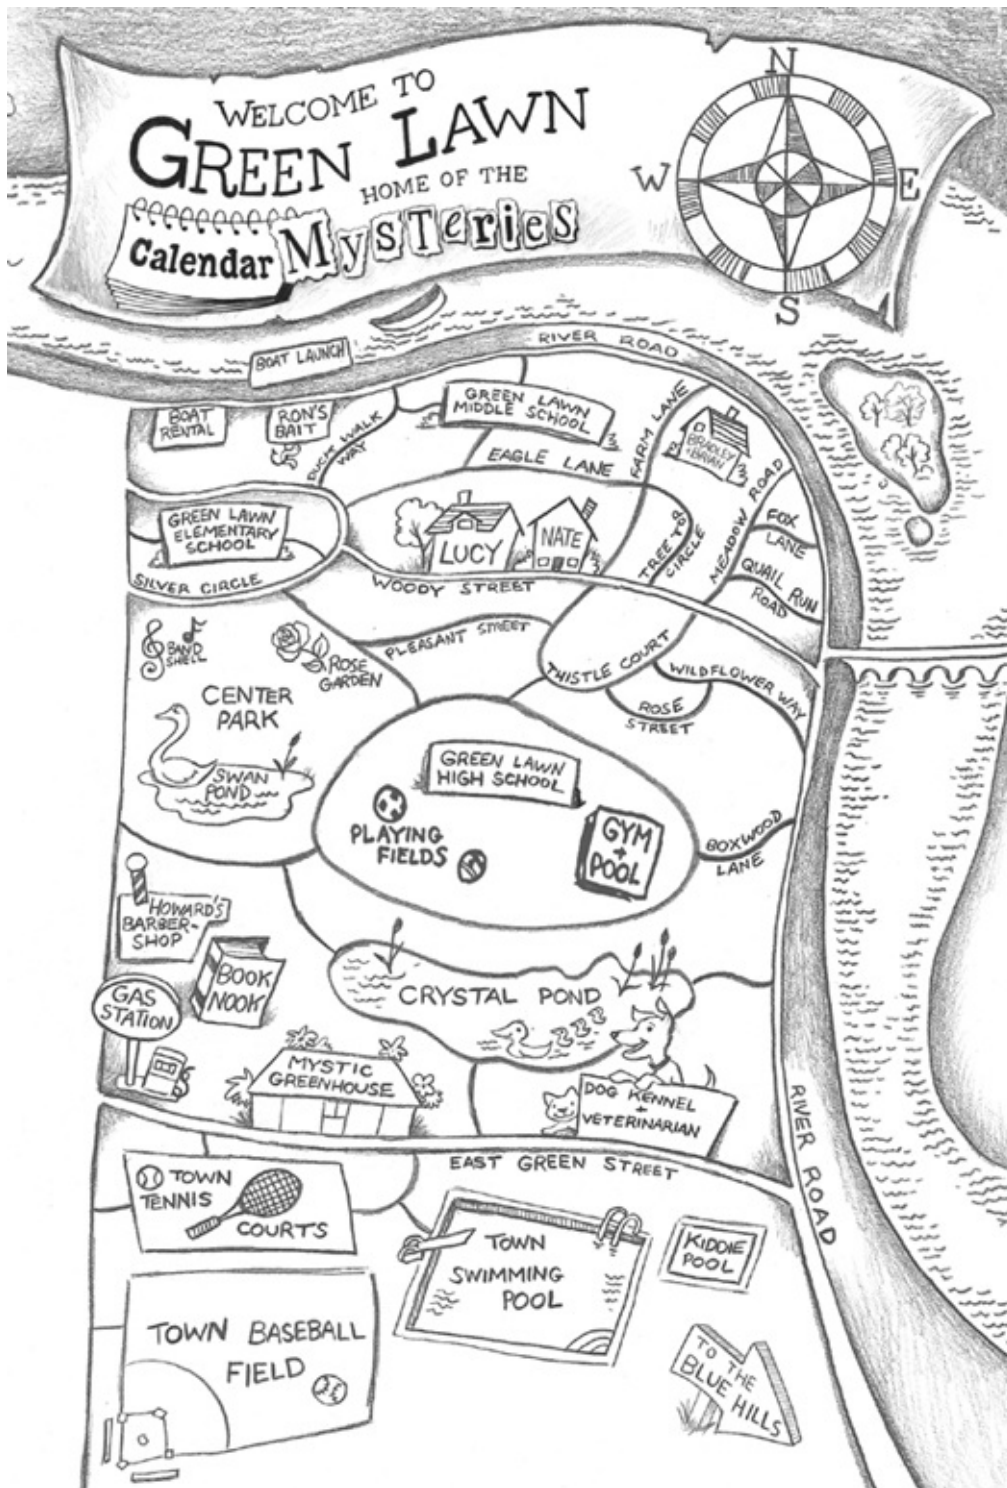 WELCOME TO
GREEN LAWN
HOME OF THE
Calendar MysTeries
N
W
E
S
BOAT LAUNCH
RIVER ROAD
BOAT
RENTAL
RON'S
BAIT
DUCK WALK
WAY
GREEN LAWN
MIDDLE SCHOOL
EAGLE LANE
FARM LANE
BRADLEY
& BRIAN
MEADOW ROAD
FOX
LANE
QUAIL RUN
ROAD
TREE TOP
CIRCLE
GREEN LAWN
ELEMENTARY
SCHOOL
SILVER CIRCLE
LUCY
NATE
WOODY STREET
PLEASANT STREET
THISTLE COURT
WILDFLOWER WAY
ROSE
STREET
BAND
SHELL
ROSE
GARDEN
CENTER
PARK
SWAN
POND
GREEN LAWN
HIGH SCHOOL
PLAYING
FIELDS
GYM
+
POOL
BOXWOOD
LANE
HOWARD'S
BARBER-
SHOP
BOOK
NOOK
GAS
STATION
CRYSTAL POND
MYSTIC
GREENHOUSE
DOG KENNEL
+
VETERINARIAN
EAST GREEN STREET
RIVER ROAD
TOWN
TENNIS
COURTS
TOWN
SWIMMING
POOL
KIDDIE
POOL
TOWN BASEBALL
FIELD
TO THE
BLUE HILLS